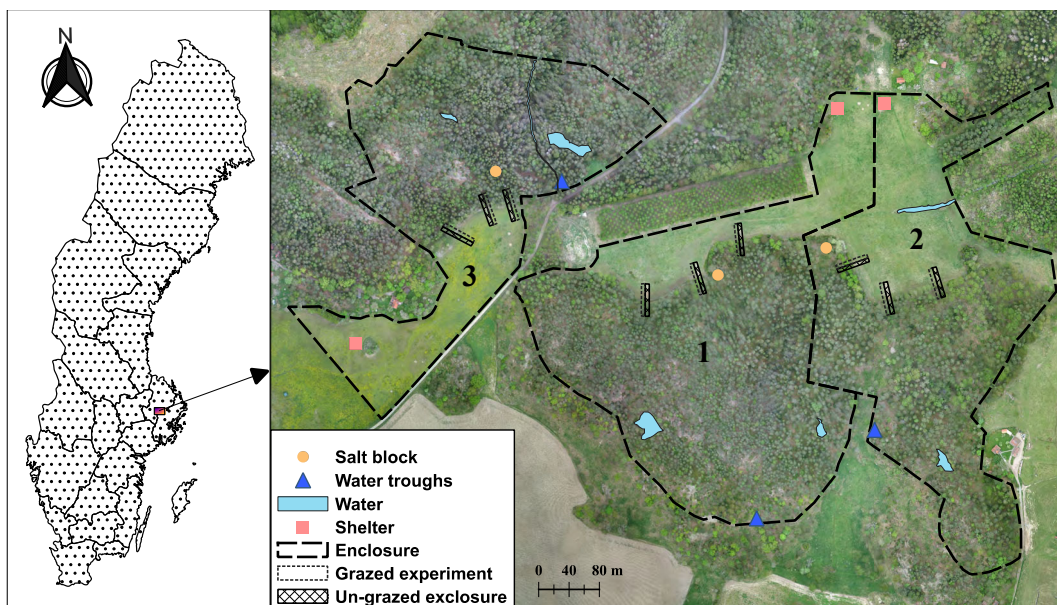 N
3
2
1
Salt block
Water troughs
Water
Shelter
Enclosure
Grazed experiment
Un-grazed exclosure
0 40 80 m